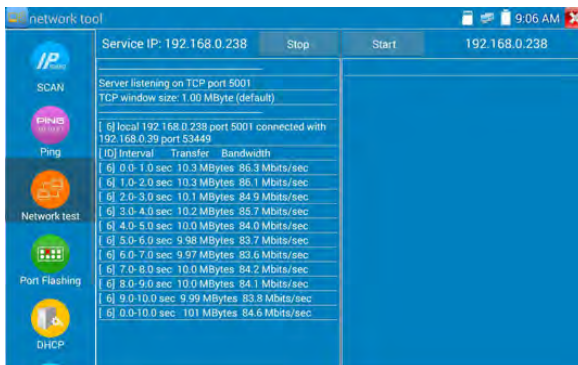 network tool
9:06 AM
Service IP: 192.168.0.238
Stop
Start
192.168.0.238
IP
SCAN
PING
Ping
Network test
Port Flashing
DHCP
Server listening on TCP port 5001
TCP window size: 1.00 MByte (default)
[ 6] local 192.168.0.238 port 5001 connected with
192.168.0.39 port 53449
[ ID] Interval Transfer Bandwidth
[ 6] 0.0- 1.0 sec 10.3 MBytes 86.3 Mbits/sec
[ 6] 1.0- 2.0 sec 10.3 MBytes 86.1 Mbits/sec
[ 6] 2.0- 3.0 sec 10.1 MBytes 84.9 Mbits/sec
[ 6] 3.0- 4.0 sec 10.2 MBytes 85.7 Mbits/sec
[ 6] 4.0- 5.0 sec 10.0 MBytes 84.0 Mbits/sec
[ 6] 5.0- 6.0 sec 9.98 MBytes 83.7 Mbits/sec
[ 6] 6.0- 7.0 sec 9.97 MBytes 83.6 Mbits/sec
[ 6] 7.0- 8.0 sec 10.0 MBytes 84.2 Mbits/sec
[ 6] 8.0- 9.0 sec 10.0 MBytes 84.1 Mbits/sec
[ 6] 9.0-10.0 sec 9.99 MBytes 83.8 Mbits/sec
[ 6] 0.0-10.0 sec 101 MBytes 84.6 Mbits/sec